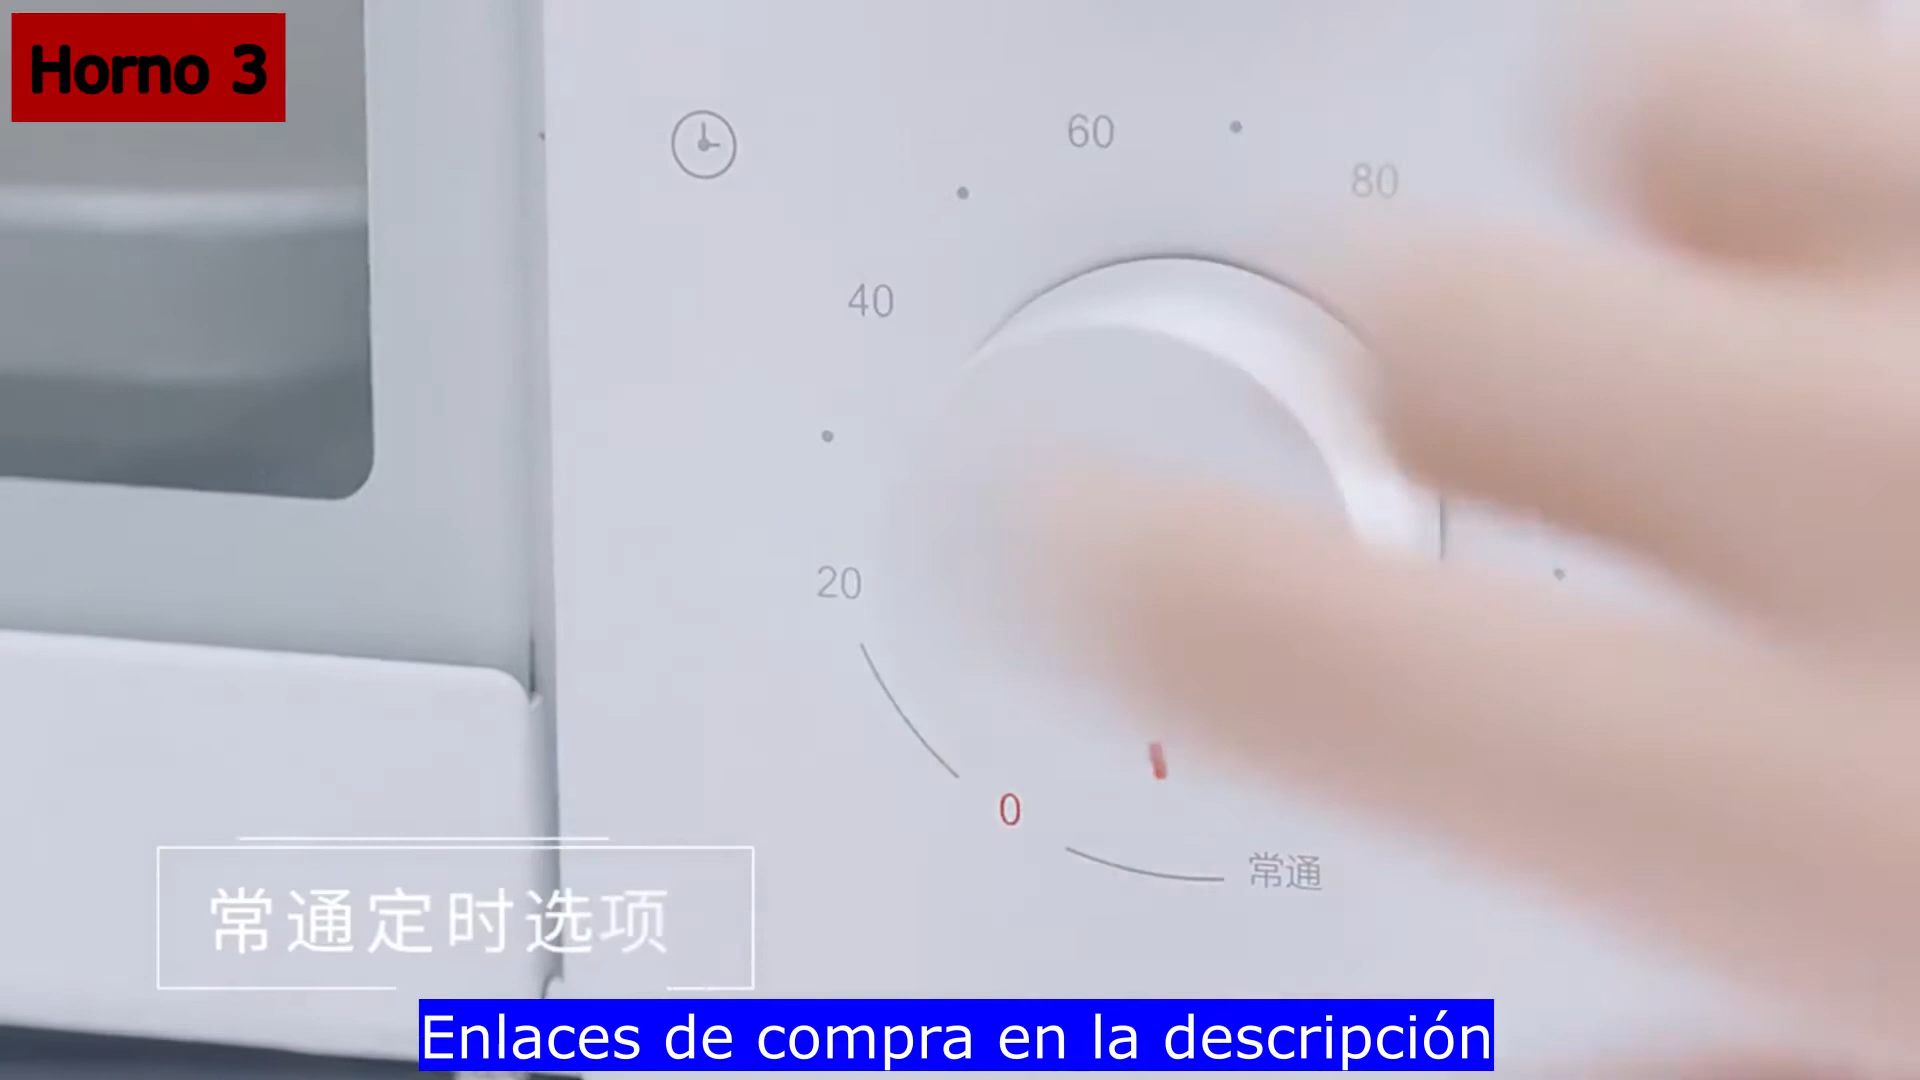 Horno 3
60
80
40
20
0
常通
常通定时选项
Enlaces de compra en la descripción